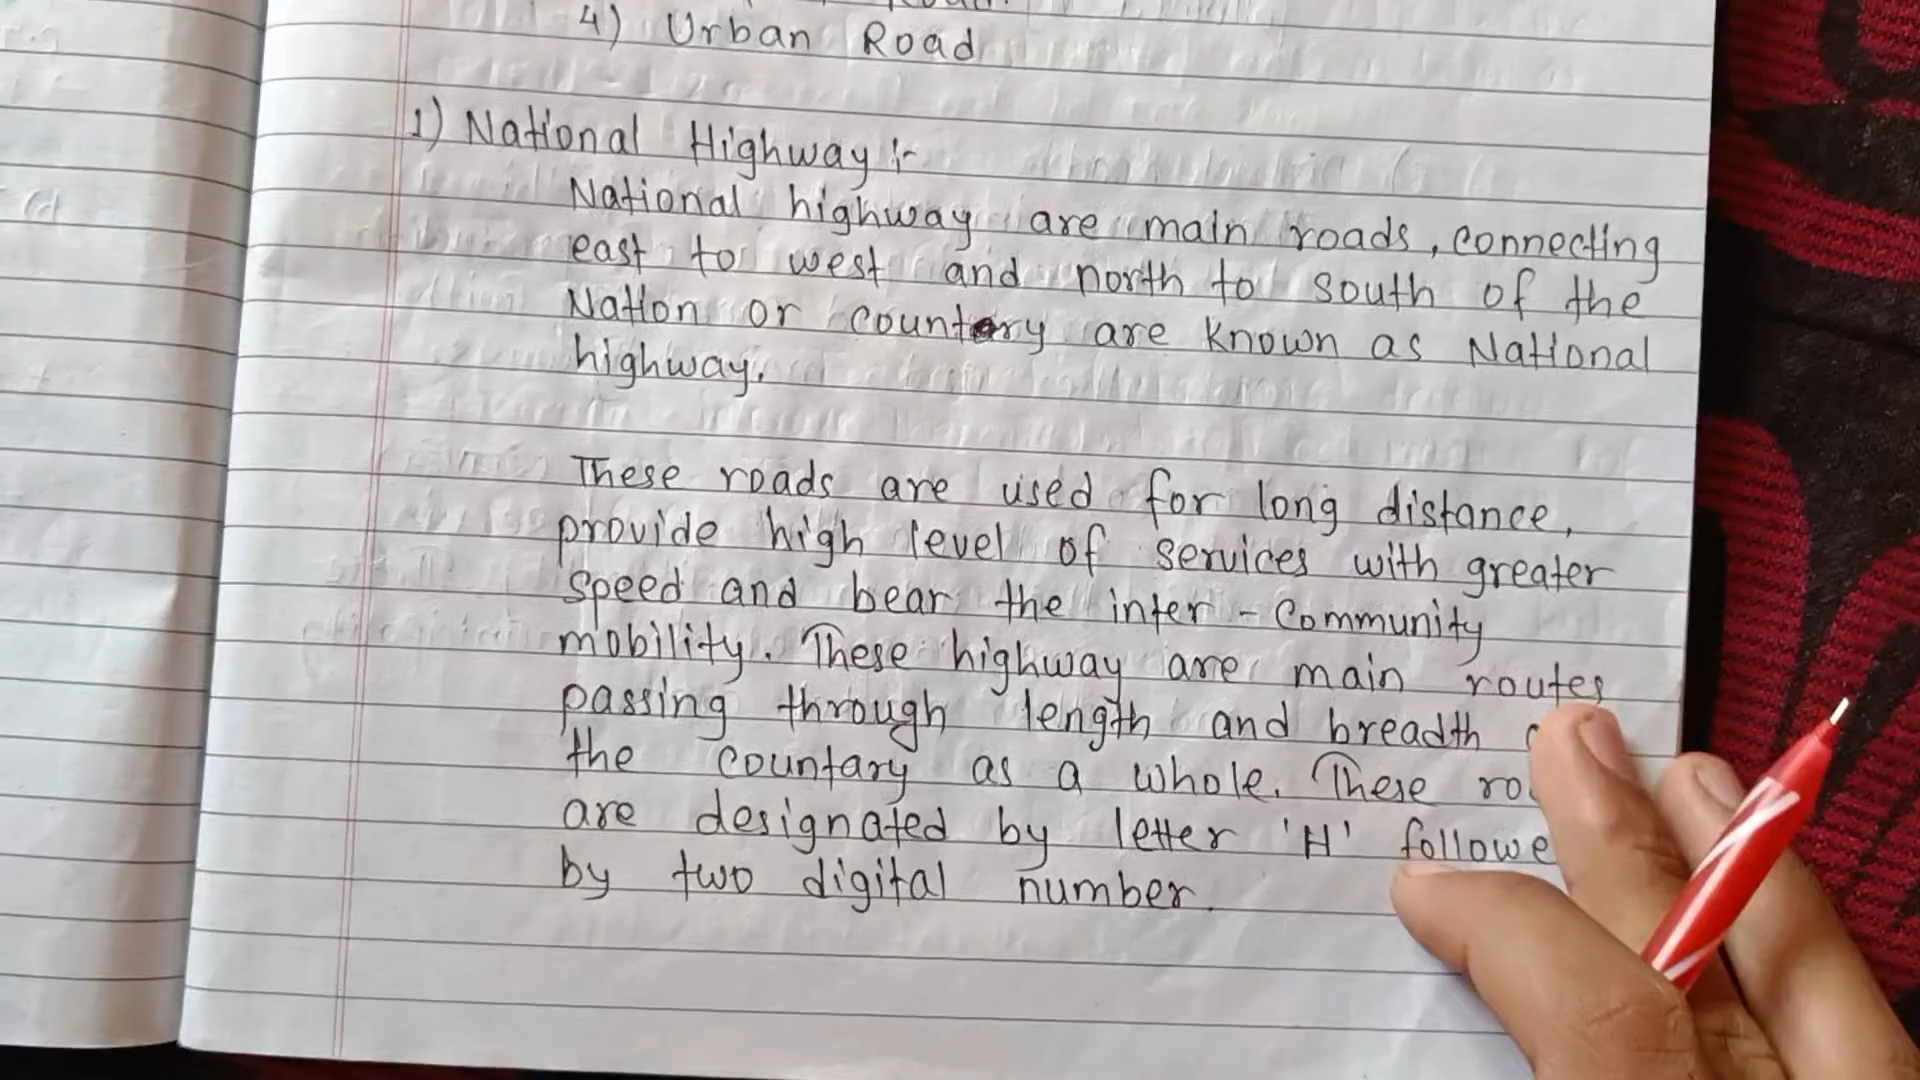 4) Urban Road
1) National Highway :-
National highway are main roads, connecting
east to west and north to south of the
Nation or country are known as National
highway.
These roads are used for long distance,
provide high level of services with greater
speed and bear the inter - Community
mobility. These highway are main routes
passing through length and breadth
the countary as a whole. These
are designated by letter 'H'
by two digital number.